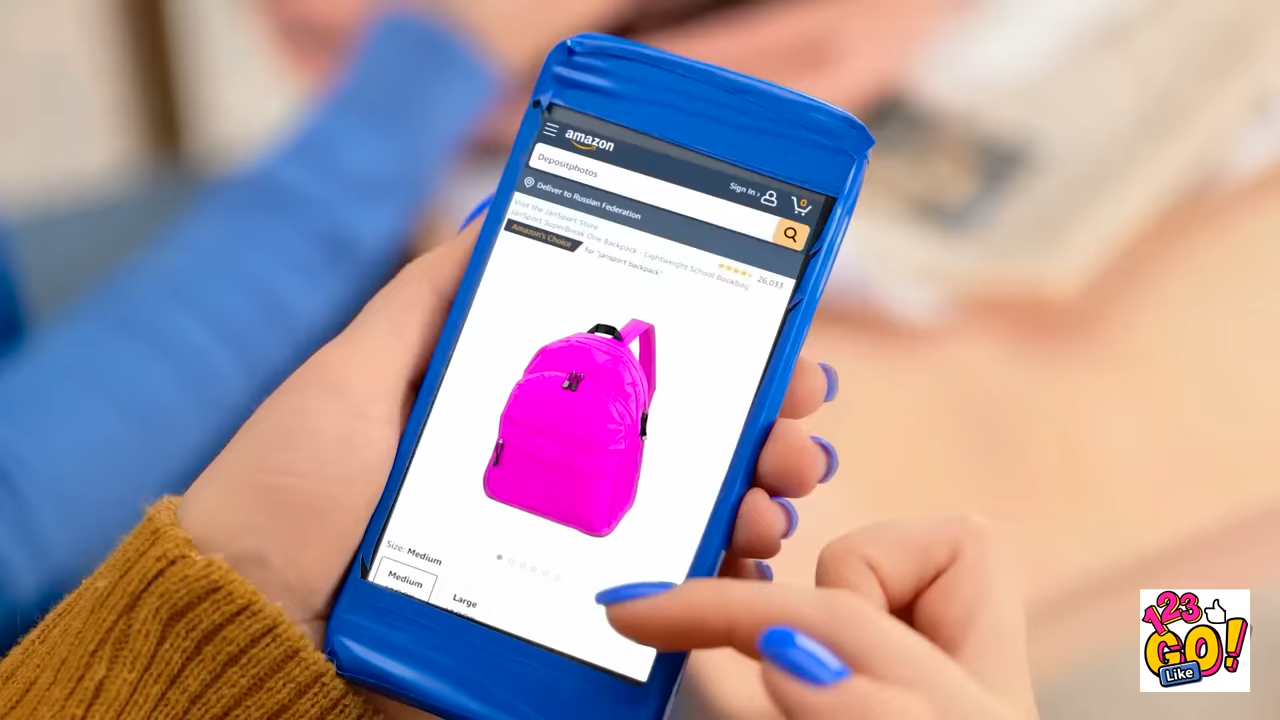 amazon
Depositphotos
Sign In ›
0
Deliver to Russian Federation
Visit the JanSport Store
JanSport SuperBreak One Backpack - Lightweight School Bookbag
Amazon's Choice
for "jansport backpack"
26,033
Size: Medium
Medium
Large
123
GO!
Like